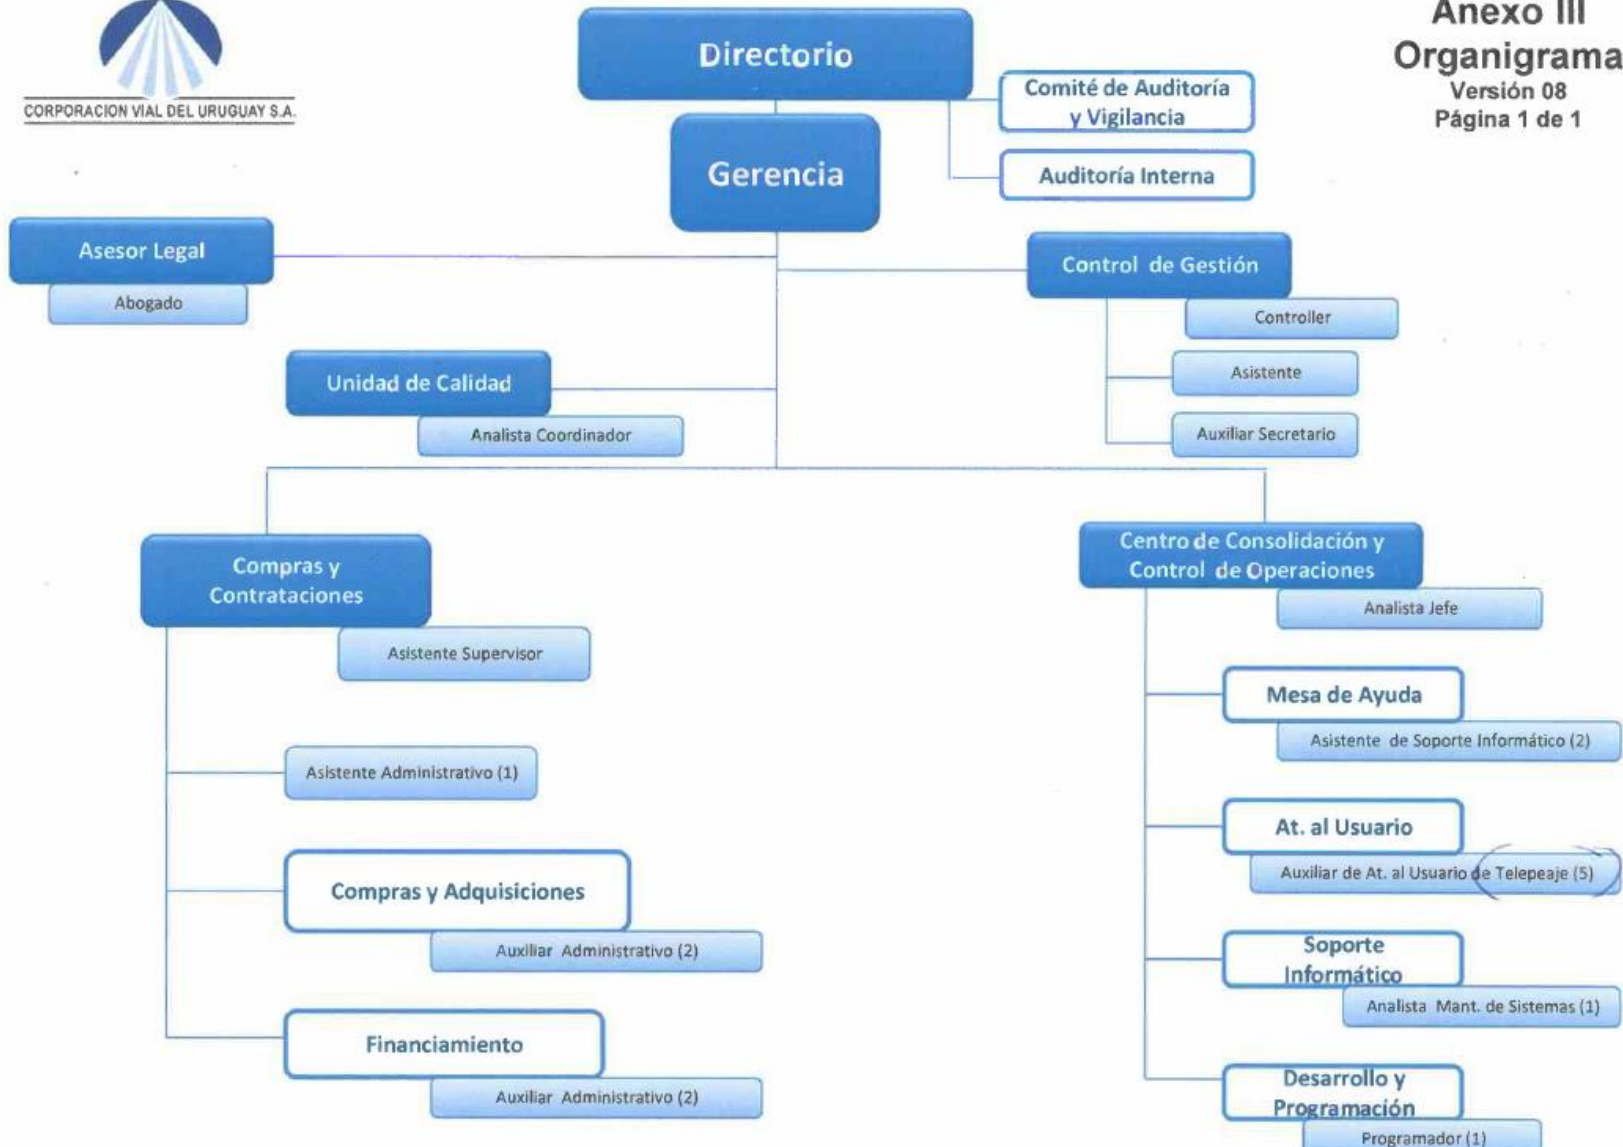 CORPORACION VIAL DEL URUGUAY S.A.
Anexo III
Organigrama
Versión 08
Página 1 de 1
Directorio
Comité de Auditoría
y Vigilancia
Gerencia
Auditoría Interna
Asesor Legal
Abogado
Control de Gestión
Controller
Asistente
Auxiliar Secretario
Unidad de Calidad
Analista Coordinador
Compras y
Contrataciones
Asistente Supervisor
Asistente Administrativo (1)
Compras y Adquisiciones
Auxiliar Administrativo (2)
Financiamiento
Auxiliar Administrativo (2)
Centro de Consolidación y
Control de Operaciones
Analista Jefe
Mesa de Ayuda
Asistente de Soporte Informático (2)
At. al Usuario
Auxiliar de At. al Usuario de Telepeaje (5)
Soporte
Informático
Analista Mant. de Sistemas (1)
Desarrollo y
Programación
Programador (1)